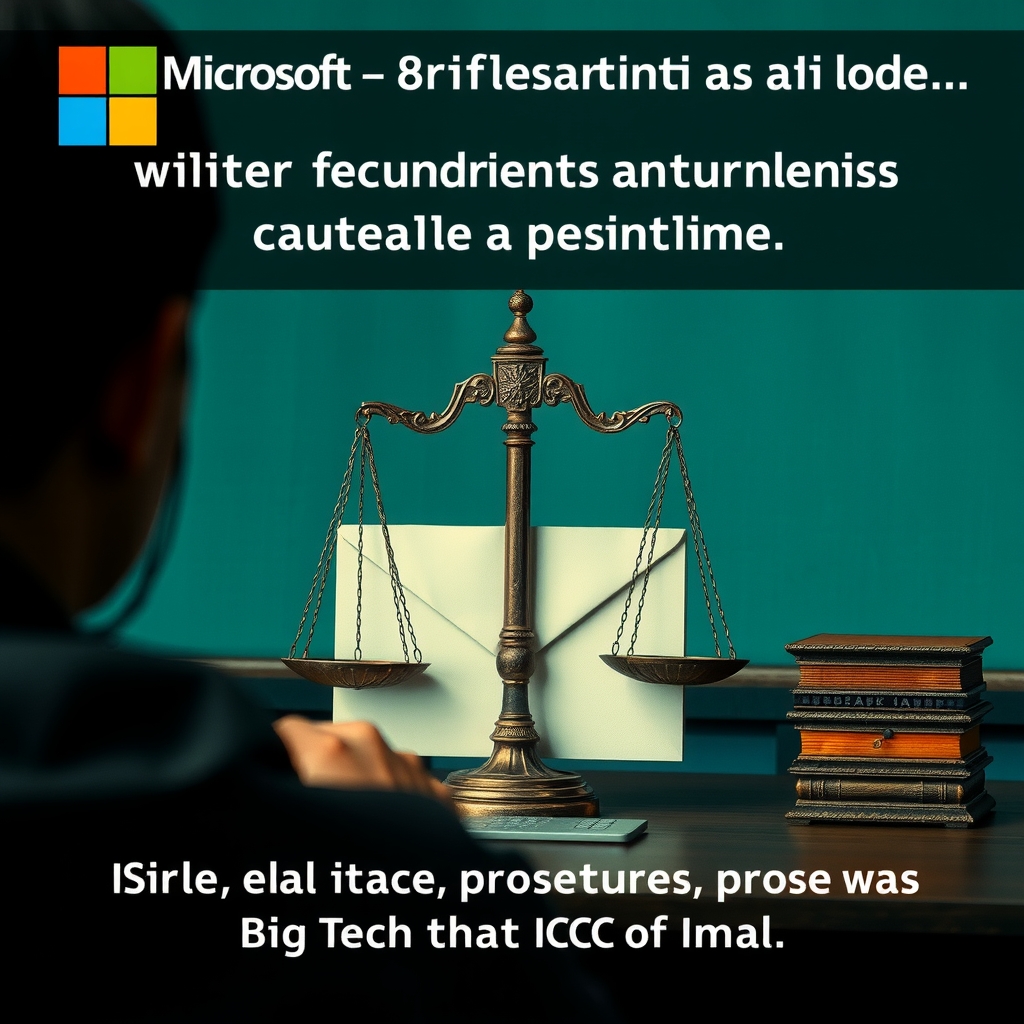 Microsoft – 8riflesartinti as ali lode...
wiliter fecundrients anturnleniss
cautealle a pesintlime.
ISirle, elal itace, prosetures, prose was
Big Tech that ICCC of Imal.